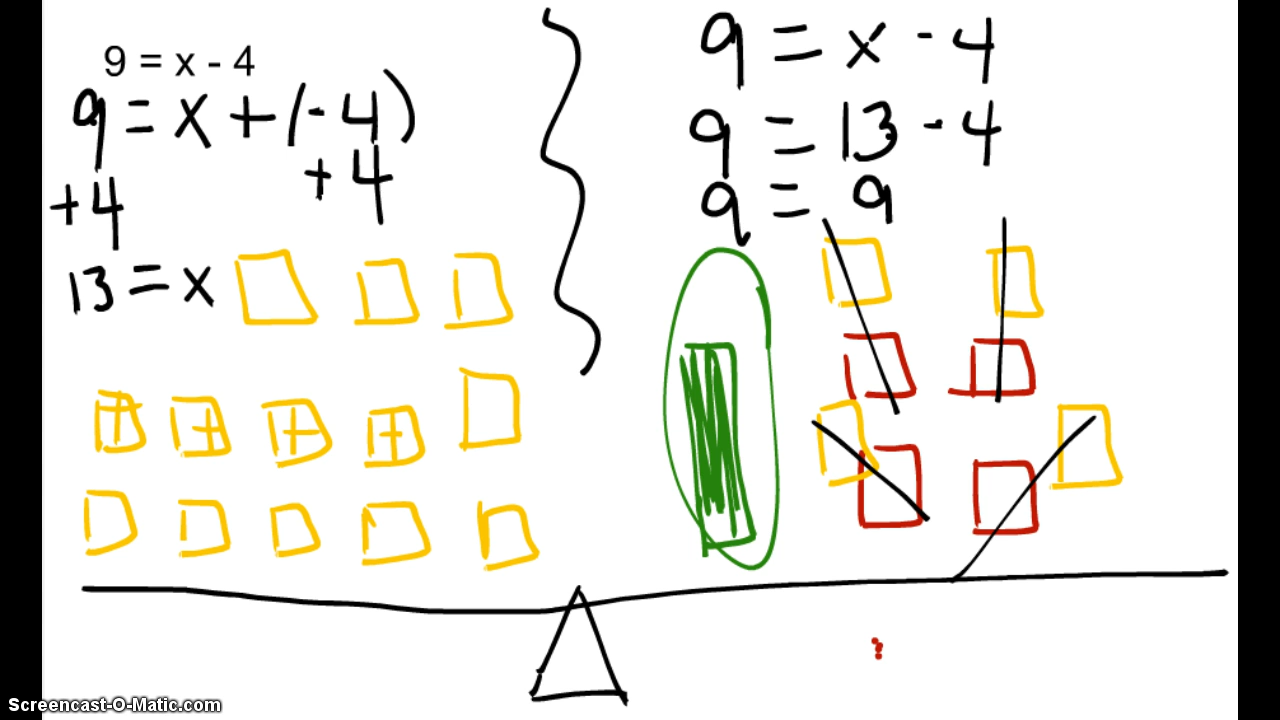 9 = x - 4
9 = x + (-4)
+4 +4
13 = x
9 = x - 4
9 = 13 - 4
9 = 9
?
Screencast-O-Matic.com